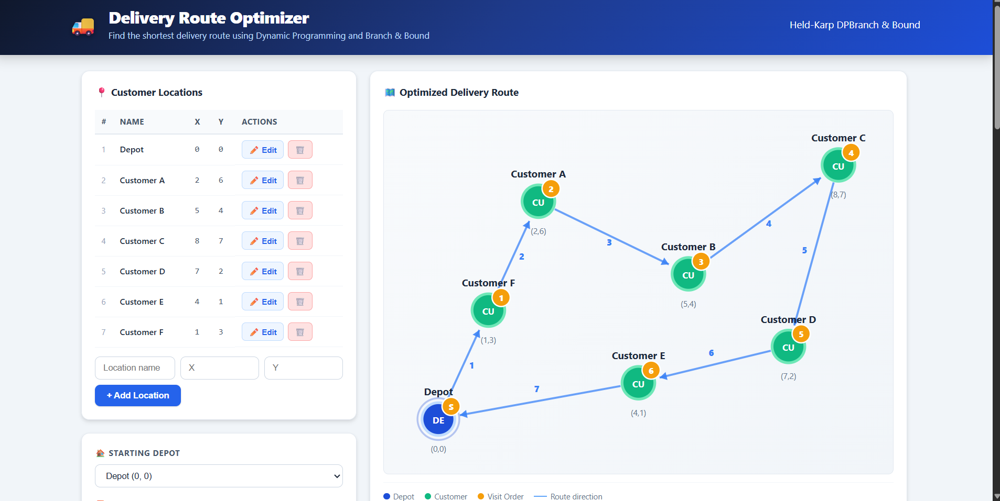 Delivery Route Optimizer
Find the shortest delivery route using Dynamic Programming and Branch & Bound
Held-Karp DPBranch & Bound
Customer Locations
# NAME X Y ACTIONS
1 Depot 0 0 Edit
2 Customer A 2 6 Edit
3 Customer B 5 4 Edit
4 Customer C 8 7 Edit
5 Customer D 7 2 Edit
6 Customer E 4 1 Edit
7 Customer F 1 3 Edit
Location name X Y
+ Add Location
STARTING DEPOT
Depot (0, 0)
Optimized Delivery Route
Customer C
4
CU
(8,7)
Customer A
2
CU
(2,6)
3
4
5
2
Customer B
3
CU
(5,4)
Customer F
1
CU
(1,3)
Customer D
5
CU
(7,2)
6
Customer E
6
CU
(4,1)
1
7
Depot
S
DE
(0,0)
Depot Customer Visit Order Route direction